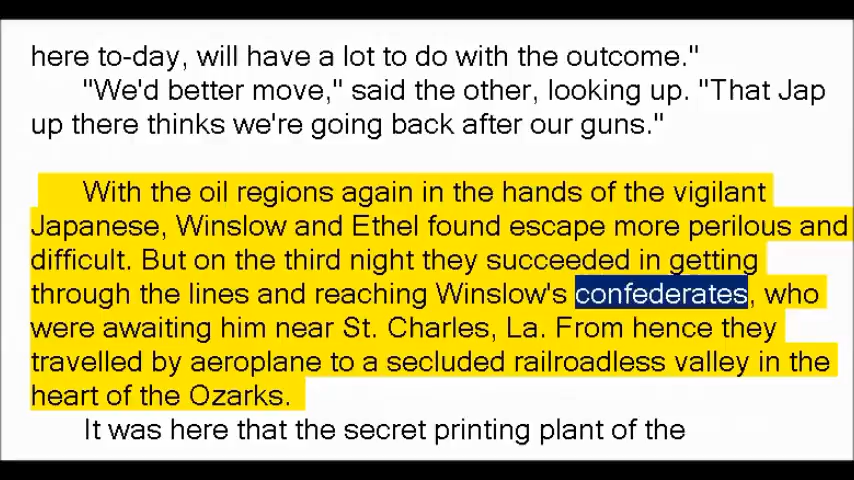 here to-day, will have a lot to do with the outcome."
"We'd better move," said the other, looking up. "That Jap
up there thinks we're going back after our guns."
With the oil regions again in the hands of the vigilant
Japanese, Winslow and Ethel found escape more perilous and
difficult. But on the third night they succeeded in getting
through the lines and reaching Winslow's confederates, who
were awaiting him near St. Charles, La. From hence they
travelled by aeroplane to a secluded railroadless valley in the
heart of the Ozarks.
It was here that the secret printing plant of the